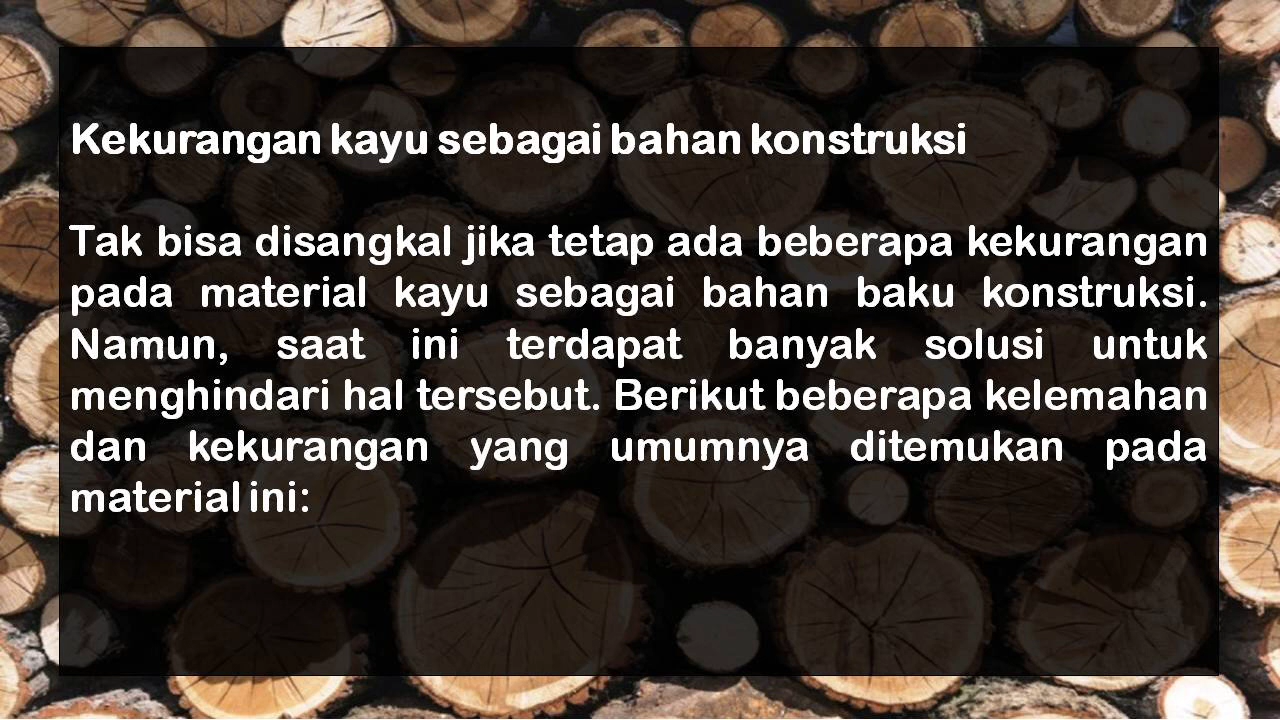 Kekurangan kayu sebagai bahan konstruksi
Tak bisa disangkal jika tetap ada beberapa kekurangan
pada material kayu sebagai bahan baku konstruksi.
Namun, saat ini terdapat banyak solusi untuk
menghindari hal tersebut. Berikut beberapa kelemahan
dan kekurangan yang umumnya ditemukan pada
material ini: